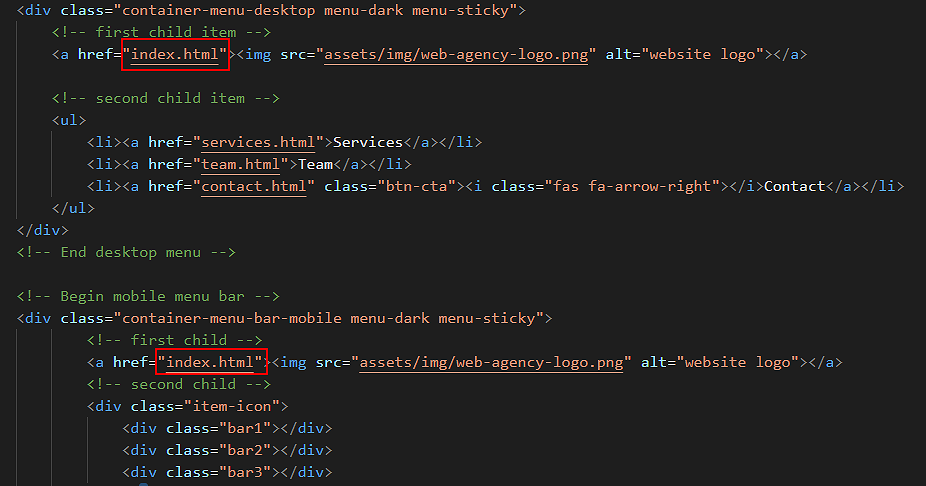 <div class="container-menu-desktop menu-dark menu-sticky">
<!-- first child item -->
<a href="index.html"><img src="assets/img/web-agency-logo.png" alt="website logo"></a>
<!-- second child item -->
<ul>
<li><a href="services.html">Services</a></li>
<li><a href="team.html">Team</a></li>
<li><a href="contact.html" class="btn-cta"><i class="fas fa-arrow-right"></i>Contact</a></li>
</ul>
</div>
<!-- End desktop menu -->
<!-- Begin mobile menu bar -->
<div class="container-menu-bar-mobile menu-dark menu-sticky">
<!-- first child -->
<a href="index.html"><img src="assets/img/web-agency-logo.png" alt="website logo"></a>
<!-- second child -->
<div class="item-icon">
<div class="bar1"></div>
<div class="bar2"></div>
<div class="bar3"></div>